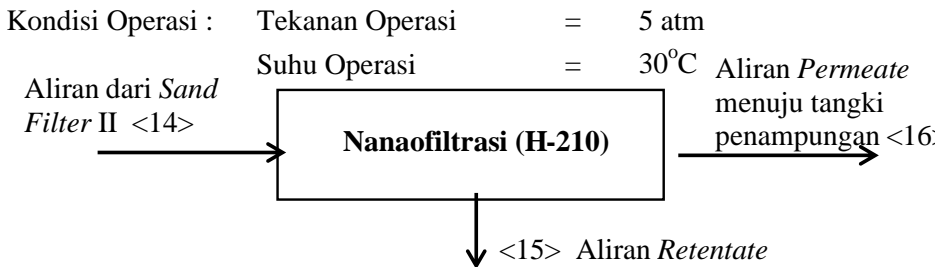 Kondisi Operasi : Tekanan Operasi = 5 atm
Suhu Operasi = 30°C
Aliran dari Sand
Filter II <14>
Nanaofiltrasi (H-210)
Aliran Permeate
menuju tangki
penampungan <16>
<15> Aliran Retentate